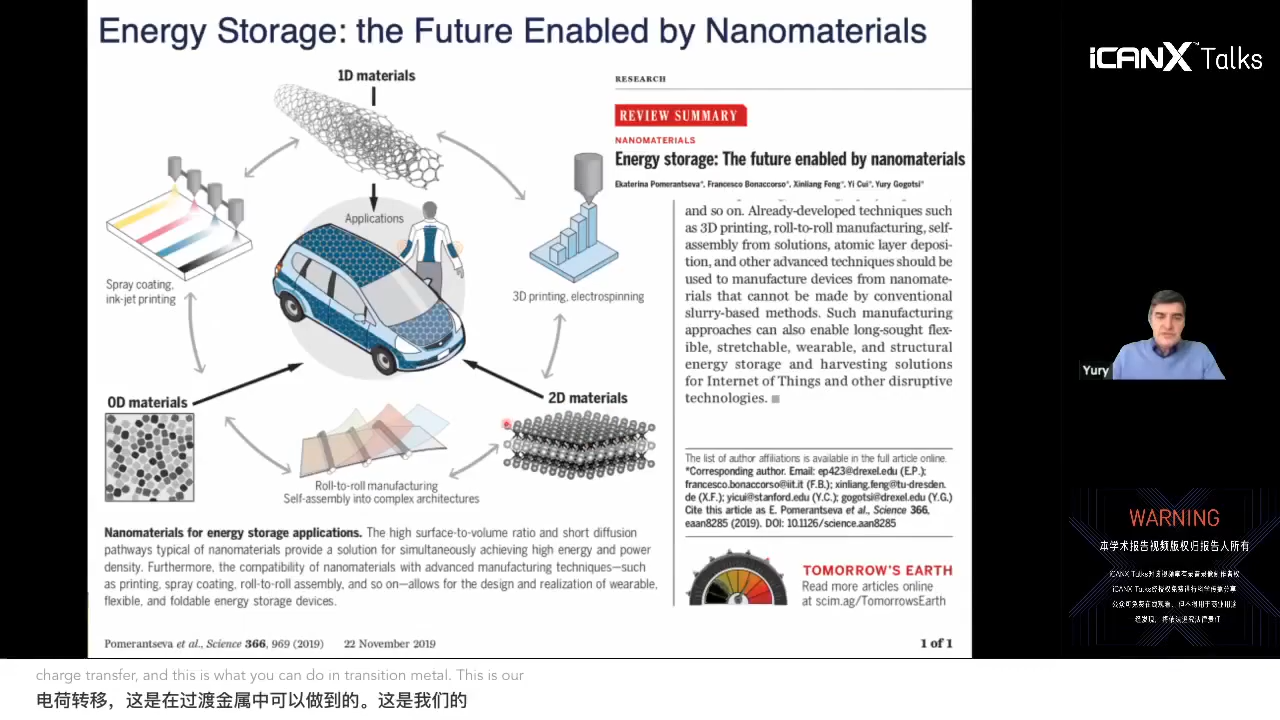 Energy Storage: the Future Enabled by Nanomaterials
iCANX Talks
1D materials
Applications
Spray coating,
ink-jet printing
3D printing, electrospinning
0D materials
2D materials
Roll-to-roll manufacturing
Self-assembly into complex architectures
Nanomaterials for energy storage applications. The high surface-to-volume ratio and short diffusion
pathways typical of nanomaterials provide a solution for simultaneously achieving high energy and power
density. Furthermore, the compatibility of nanomaterials with advanced manufacturing techniques—such
as printing, spray coating, roll-to-roll assembly, and so on—allows for the design and realization of wearable,
flexible, and foldable energy storage devices.
Pomerantseva et al., Science 366, 969 (2019) 22 November 2019
1 of 1
RESEARCH
REVIEW SUMMARY
NANOMATERIALS
Energy storage: The future enabled by nanomaterials
Ekaterina Pomerantseva*, Francesco Bonaccorso*, Xinliang Feng*, Yi Cui*, Yury Gogotsi*
and so on. Already-developed techniques such
as 3D printing, roll-to-roll manufacturing, self-
assembly from solutions, atomic layer deposi-
tion, and other advanced techniques should be
used to manufacture devices from nanomate-
rials that cannot be made by conventional
slurry-based methods. Such manufacturing
approaches can also enable long-sought flex-
ible, stretchable, wearable, and structural
energy storage and harvesting solutions
for Internet of Things and other disruptive
technologies.
The list of author affiliations is available in the full article online.
*Corresponding author. Email: ep423@drexel.edu (E.P.);
francesco.bonaccorso@iit.it (F.B.); xinliang.feng@tu-dresden.
de (X.F.); yicui@stanford.edu (Y.C.); gogotsi@drexel.edu (Y.G.)
Cite this article as E. Pomerantseva et al., Science 366,
eaan8285 (2019). DOI: 10.1126/science.aan8285
TOMORROW'S EARTH
Read more articles online
at scim.ag/TomorrowsEarth
Yury
WARNING
本学术报告视频版权归报告人所有
charge transfer, and this is what you can do in transition metal. This is our
电荷转移，这是在过渡金属中可以做到的。这是我们的